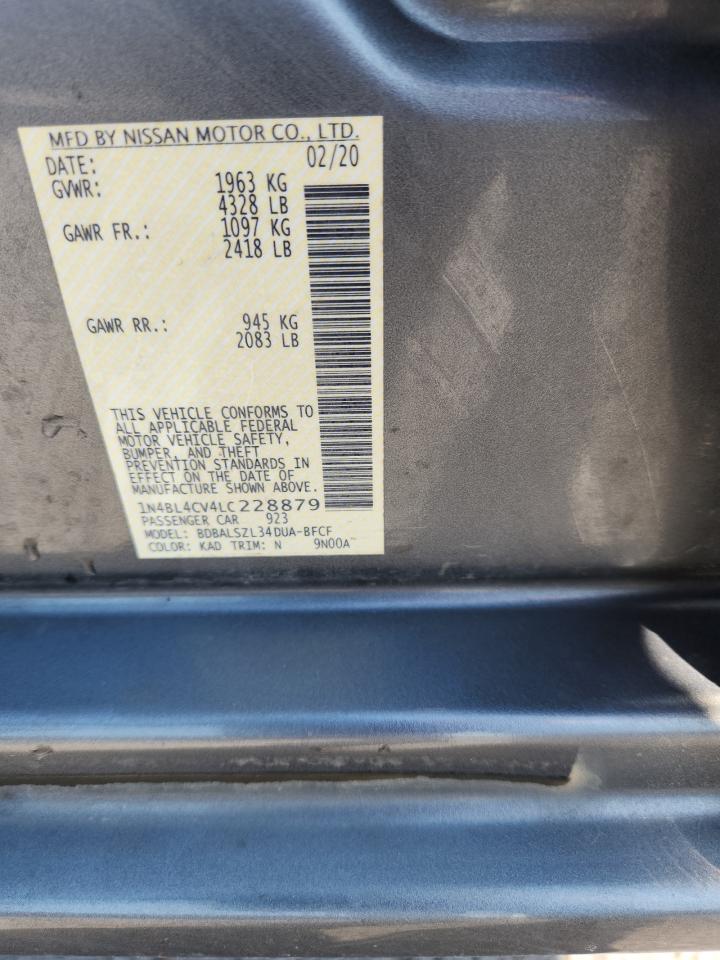 MFD BY NISSAN MOTOR CO., LTD.
DATE: 02/20
GVWR: 1963 KG
4328 LB
GAWR FR.: 1097 KG
2418 LB
GAWR RR.: 945 KG
2083 LB
THIS VEHICLE CONFORMS TO
ALL APPLICABLE FEDERAL
MOTOR VEHICLE SAFETY,
BUMPER, AND THEFT
PREVENTION STANDARDS IN
EFFECT ON THE DATE OF
MANUFACTURE SHOWN ABOVE.
1N4BL4CV4LC228879
PASSENGER CAR 923
MODEL: BDBALSZL34DUA-BFCF
COLOR: KAD TRIM: N 9N00A